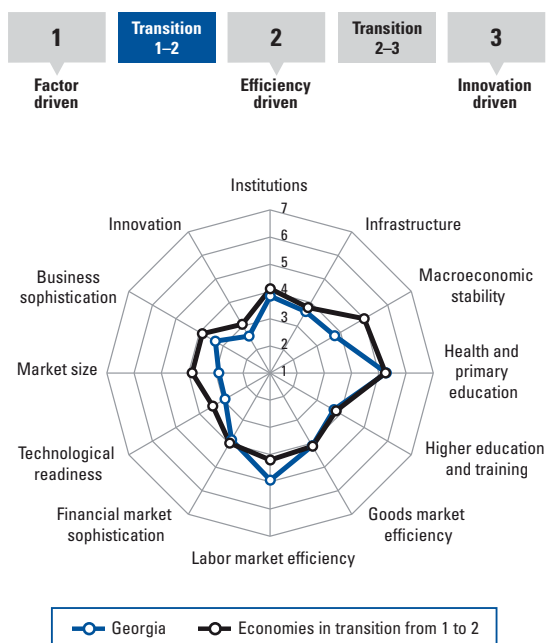 1
Transition
1–2
2
Transition
2–3
3
Factor
driven
Efficiency
driven
Innovation
driven
Institutions
7
Innovation
Infrastructure
6
5
Business
sophistication
Macroeconomic
stability
4
3
2
Market size
1
Health and
primary
education
Technological
readiness
Higher education
and training
Financial market
sophistication
Goods market
efficiency
Labor market efficiency
Georgia
Economies in transition from 1 to 2